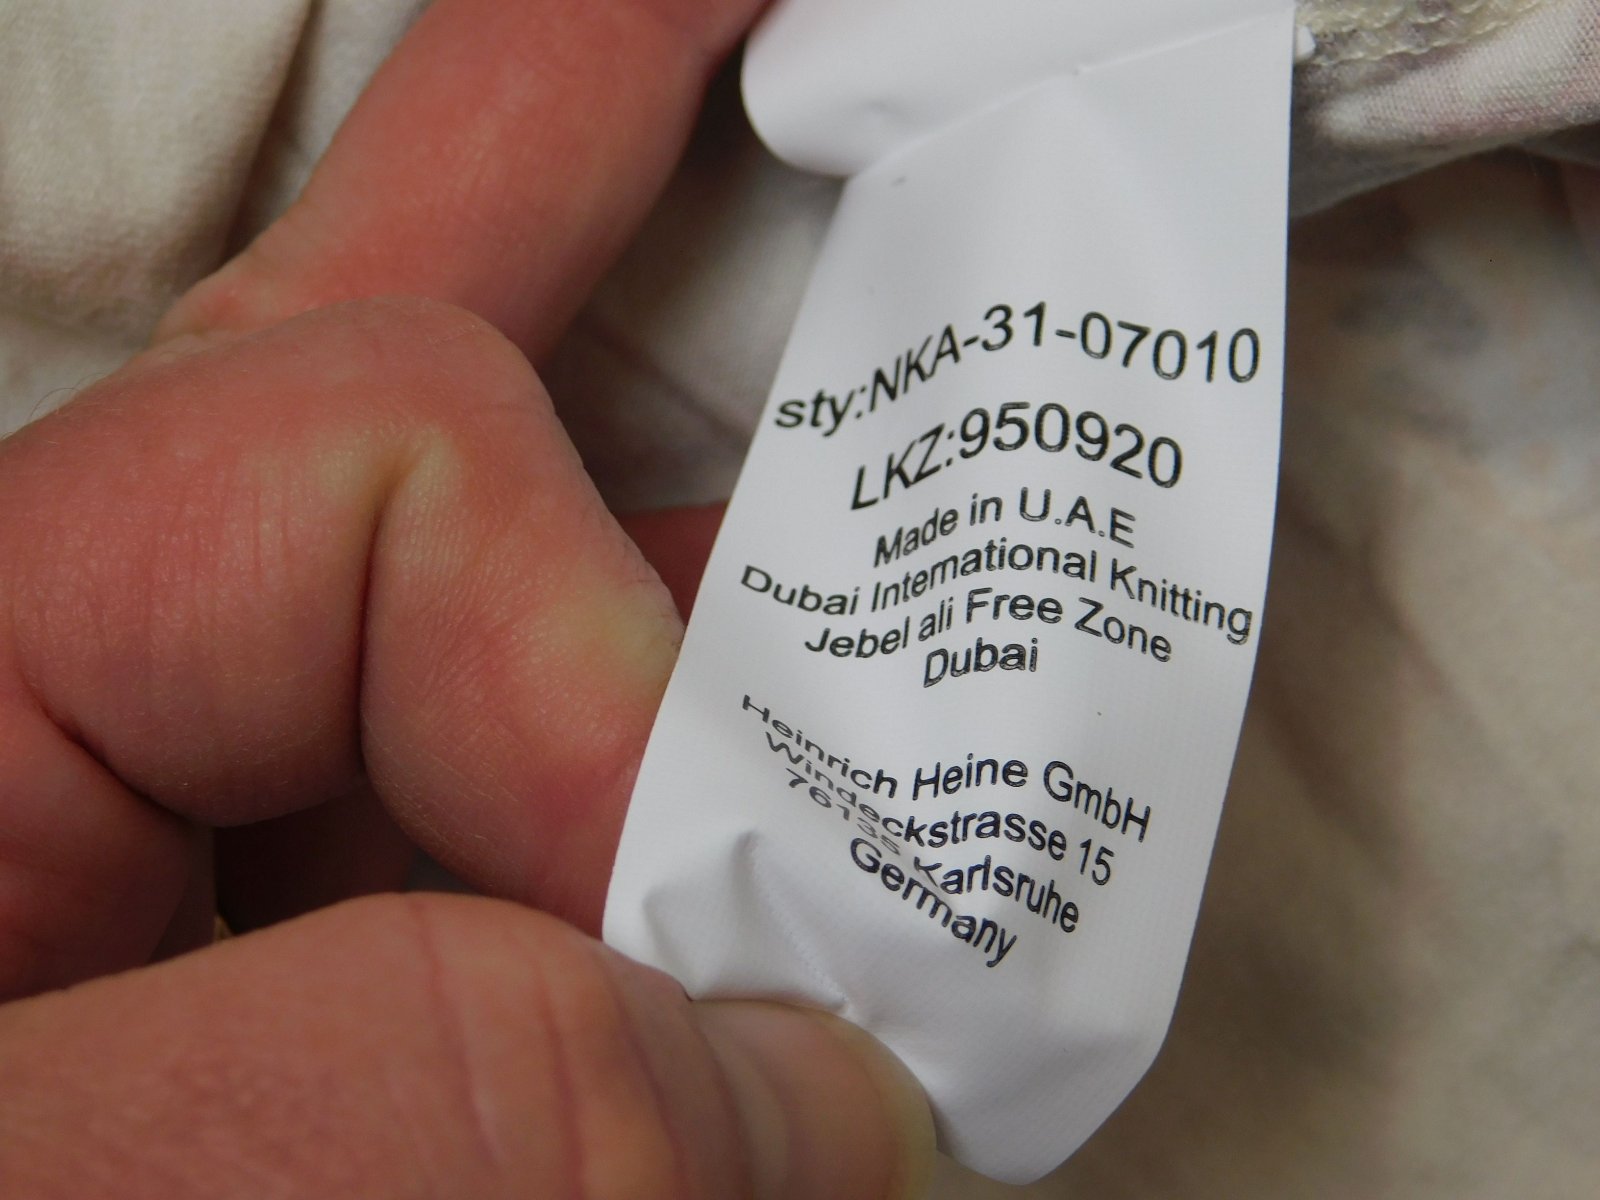 sty:NKA-31-07010
LKZ:950920
Made in U.A.E
Dubai International Knitting
Jebel ali Free Zone
Dubai
Heinrich Heine GmbH
Windeckstrasse 15
76135 Karlsruhe
Germany